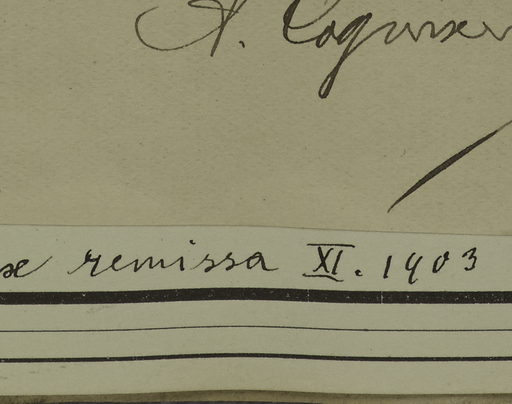 A. Cogniaux
remissa XI. 1903